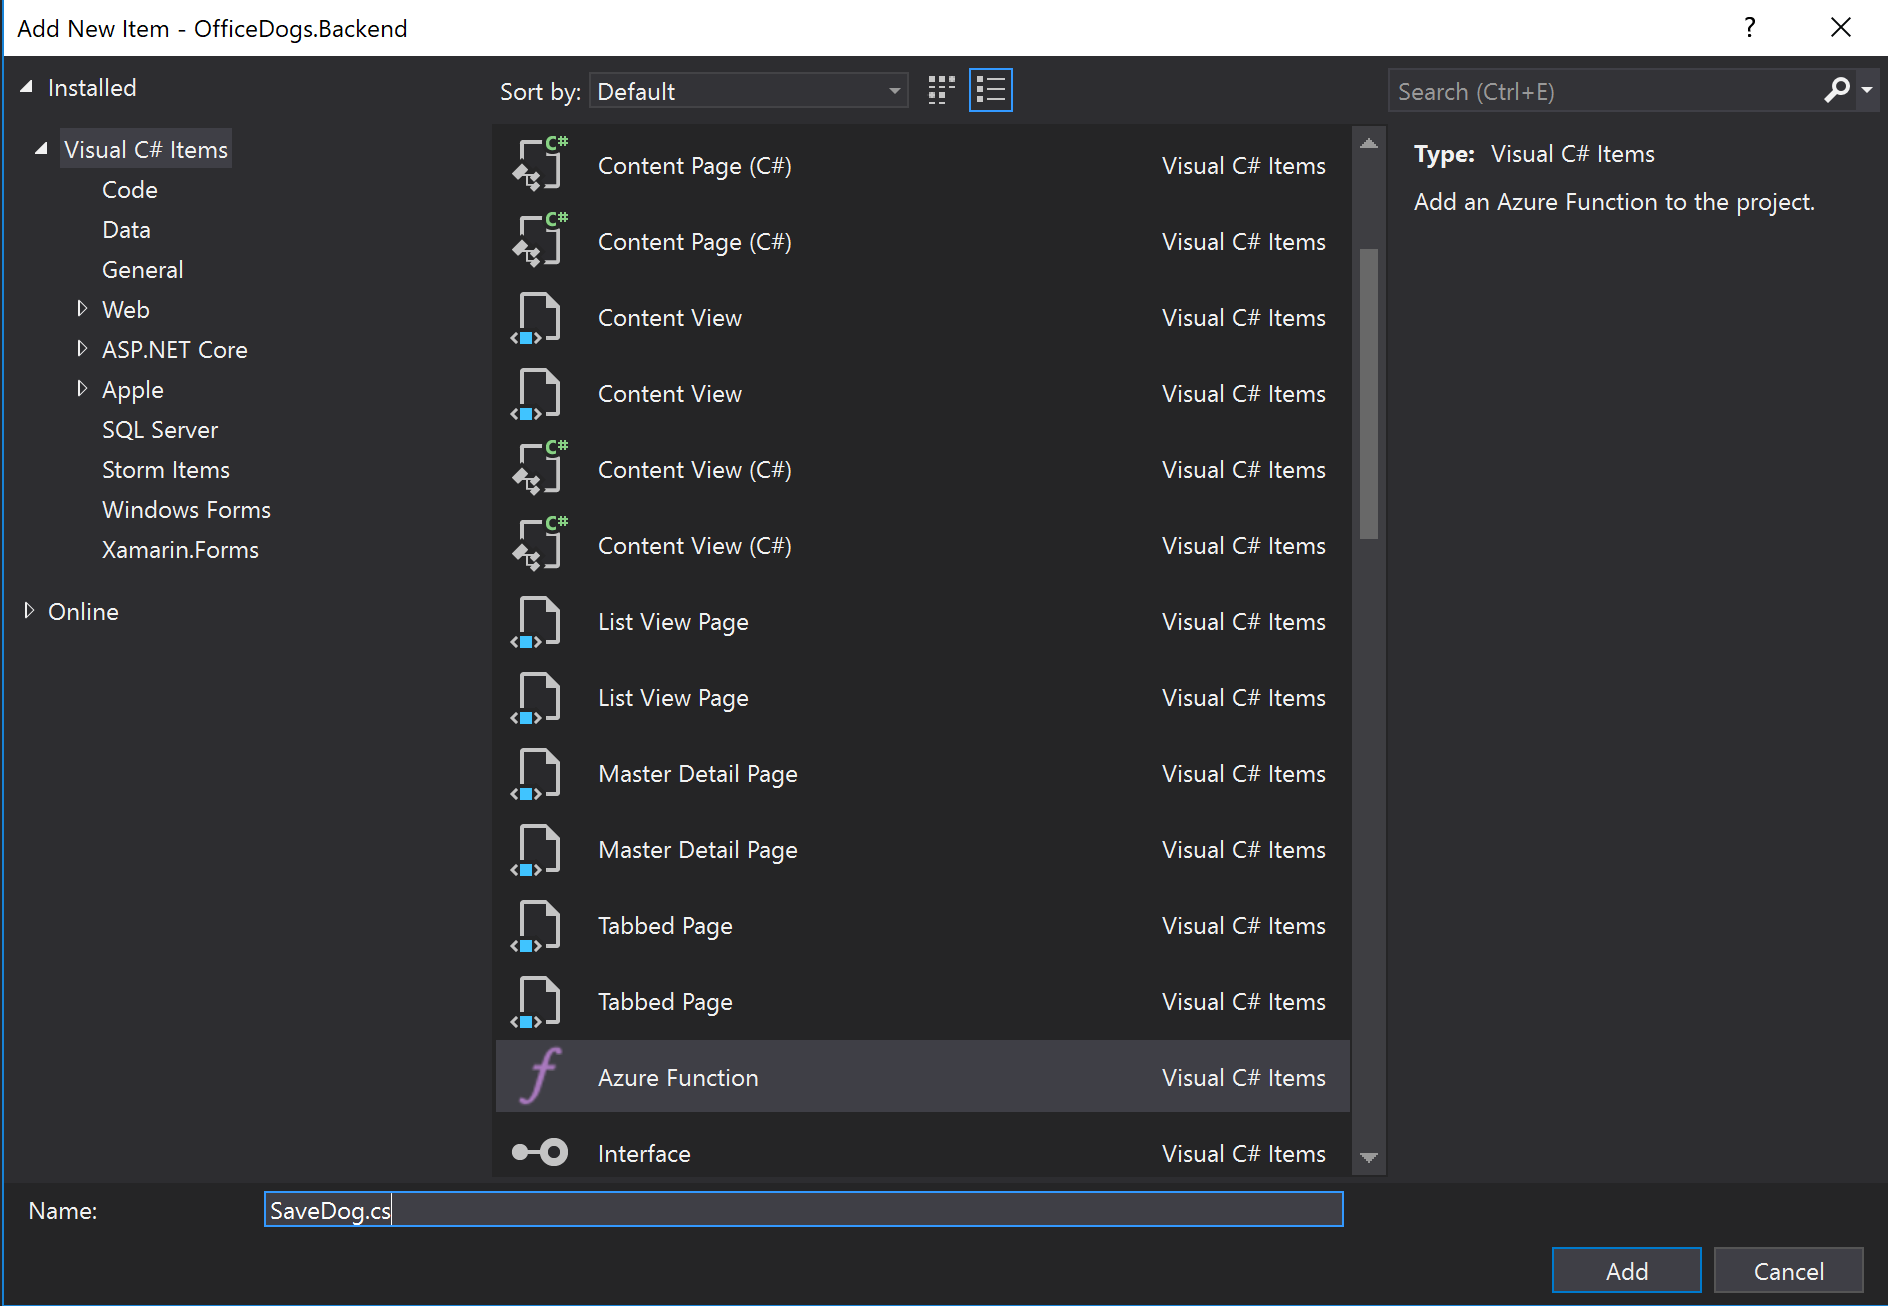 Add New Item - OfficeDogs.Backend
?
Installed
Sort by: Default
Search (Ctrl+E)
Visual C# Items
Code
Data
General
Web
ASP.NET Core
Apple
SQL Server
Storm Items
Windows Forms
Xamarin.Forms
Online
C# Content Page (C#) Visual C# Items
C# Content Page (C#) Visual C# Items
Content View Visual C# Items
Content View Visual C# Items
C# Content View (C#) Visual C# Items
C# Content View (C#) Visual C# Items
List View Page Visual C# Items
List View Page Visual C# Items
Master Detail Page Visual C# Items
Master Detail Page Visual C# Items
Tabbed Page Visual C# Items
Tabbed Page Visual C# Items
Azure Function Visual C# Items
Interface Visual C# Items
Type: Visual C# Items
Add an Azure Function to the project.
Name: SaveDog.cs
Add Cancel